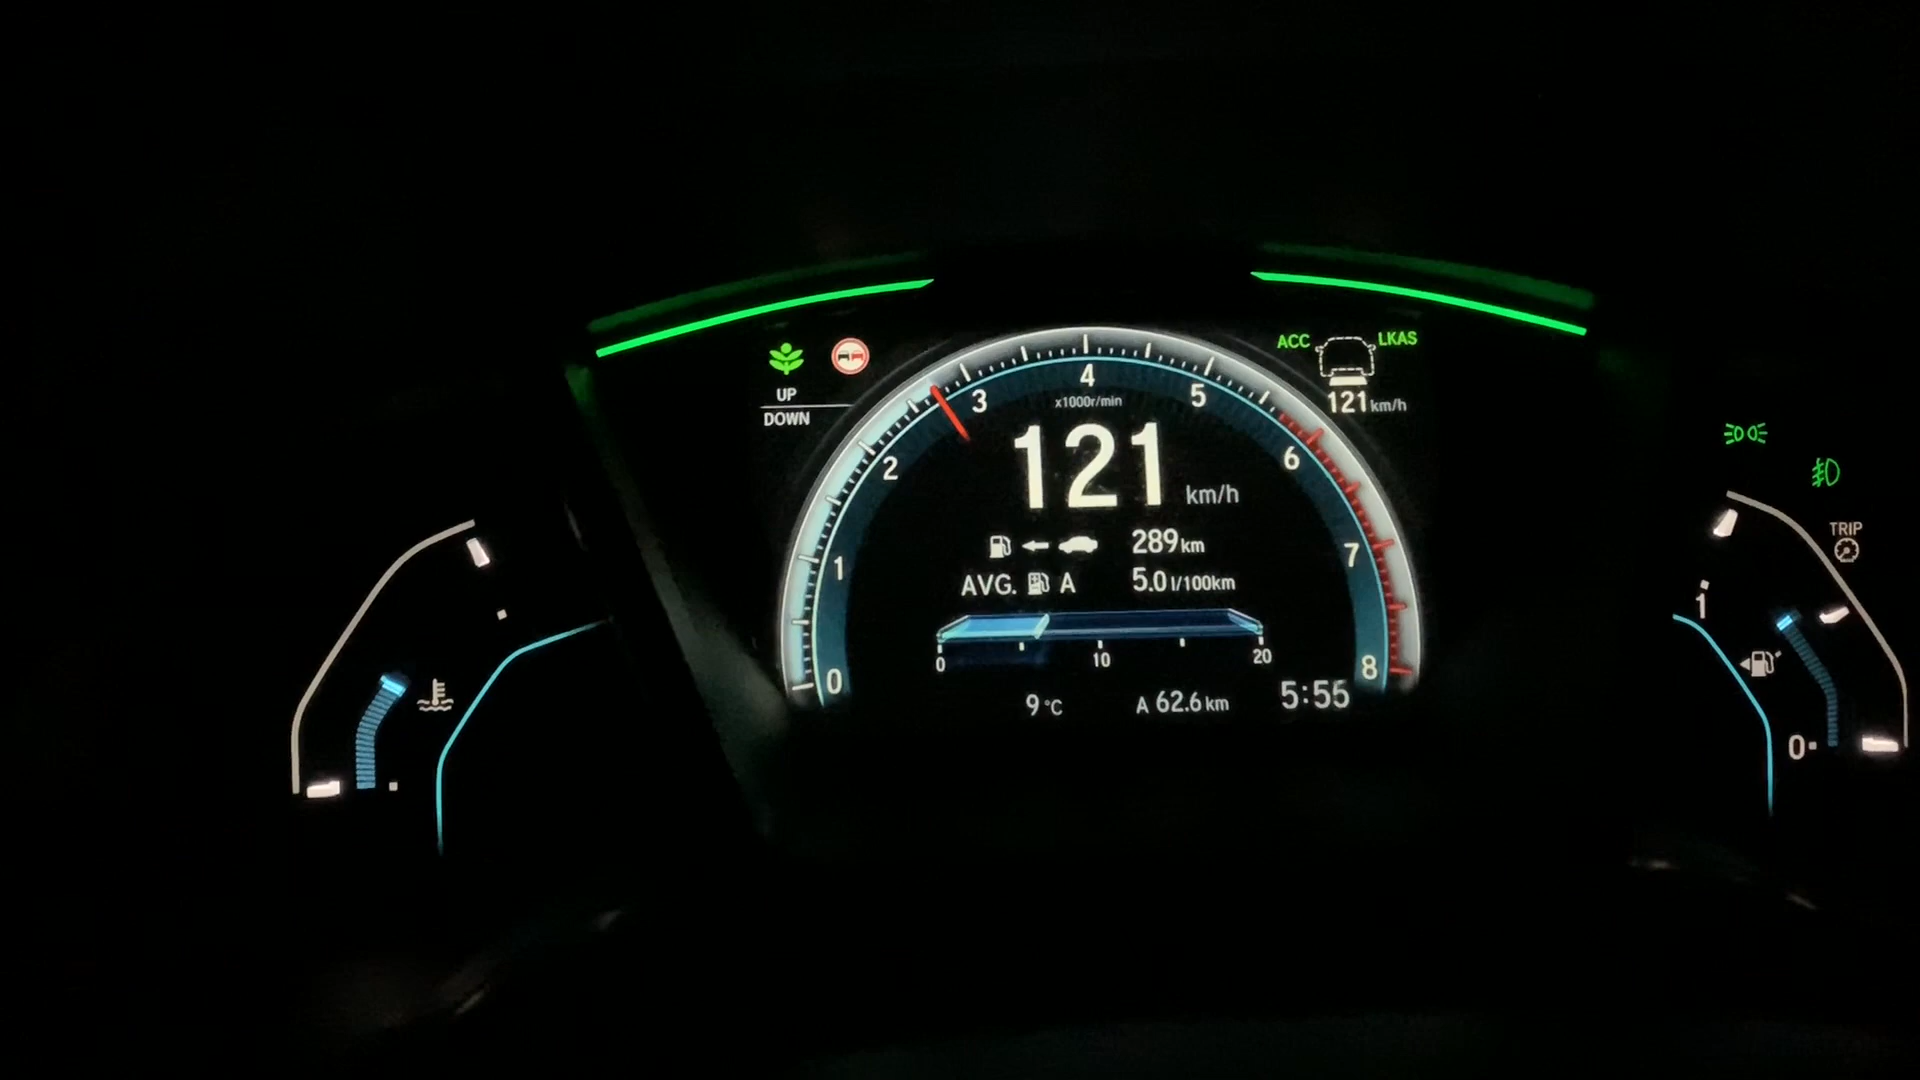 ACC LKAS
121 km/h
UP
DOWN
0 1 2 3 4 5 6 7 8
x1000r/min
121 km/h
289 km
AVG. A 5.0 l/100km
0 10 20
9 °C A 62.6 km 5:55
TRIP
1
0